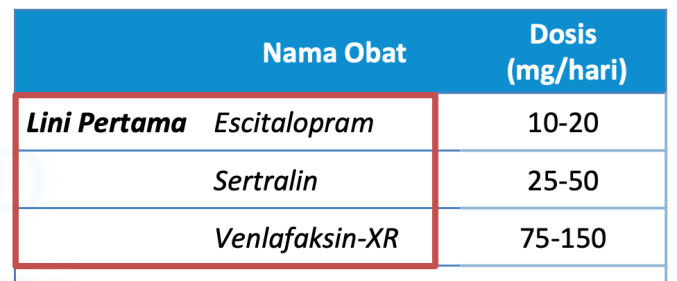 Nama Obat Dosis (mg/hari)
Lini Pertama Escitalopram 10-20
Sertralin 25-50
Venlafaksin-XR 75-150